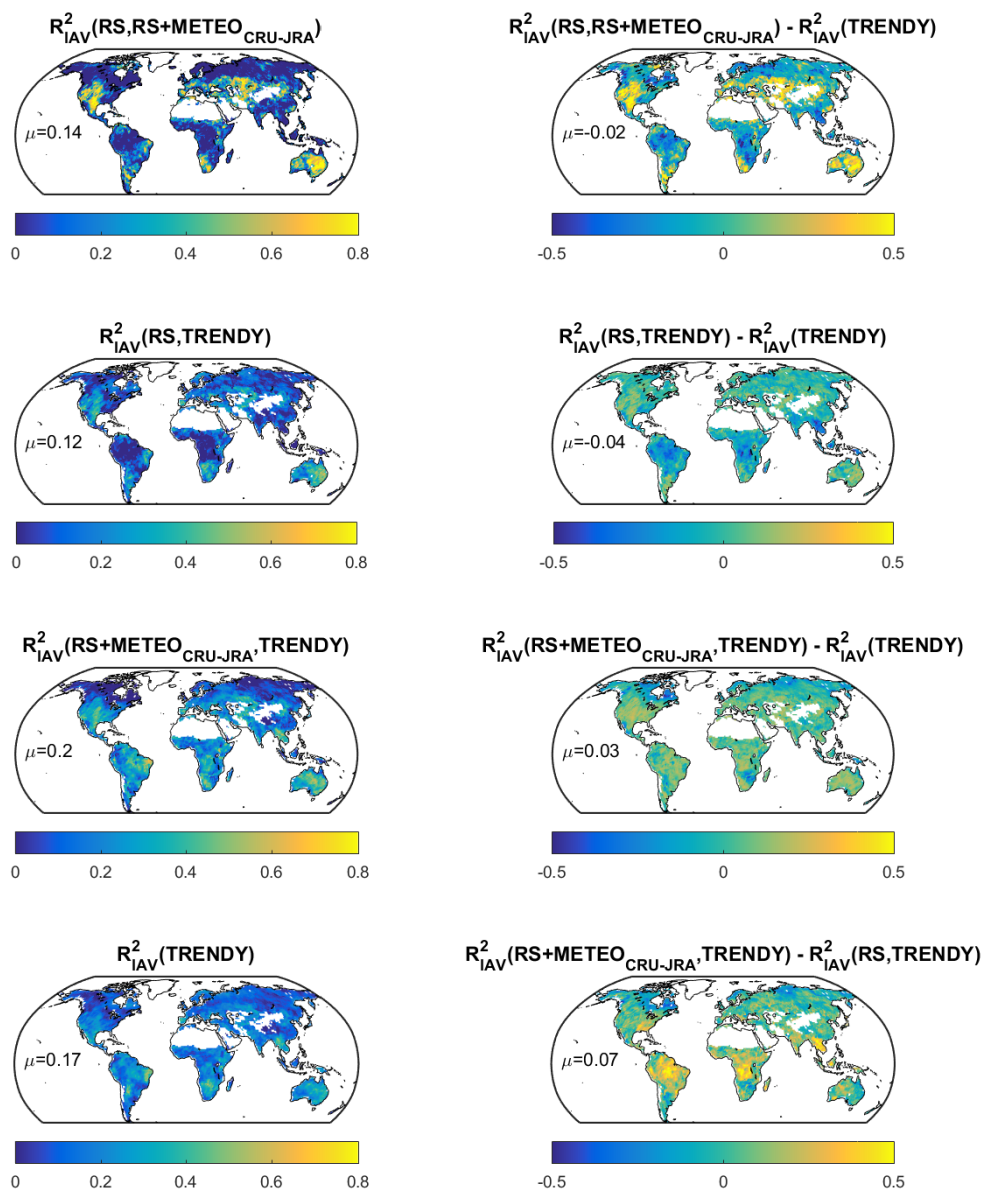 R²IAV(RS,RS+METEOCRU-JRA)
R²IAV(RS,RS+METEOCRU-JRA) - R²IAV(TRENDY)
μ=0.14
μ=-0.02
0 0.2 0.4 0.6 0.8
-0.5 0 0.5
R²IAV(RS,TRENDY)
R²IAV(RS,TRENDY) - R²IAV(TRENDY)
μ=0.12
μ=-0.04
0 0.2 0.4 0.6 0.8
-0.5 0 0.5
R²IAV(RS+METEOCRU-JRA,TRENDY)
R²IAV(RS+METEOCRU-JRA,TRENDY) - R²IAV(TRENDY)
μ=0.2
μ=0.03
0 0.2 0.4 0.6 0.8
-0.5 0 0.5
R²IAV(TRENDY)
R²IAV(RS+METEOCRU-JRA,TRENDY) - R²IAV(RS,TRENDY)
μ=0.17
μ=0.07
0 0.2 0.4 0.6 0.8
-0.5 0 0.5